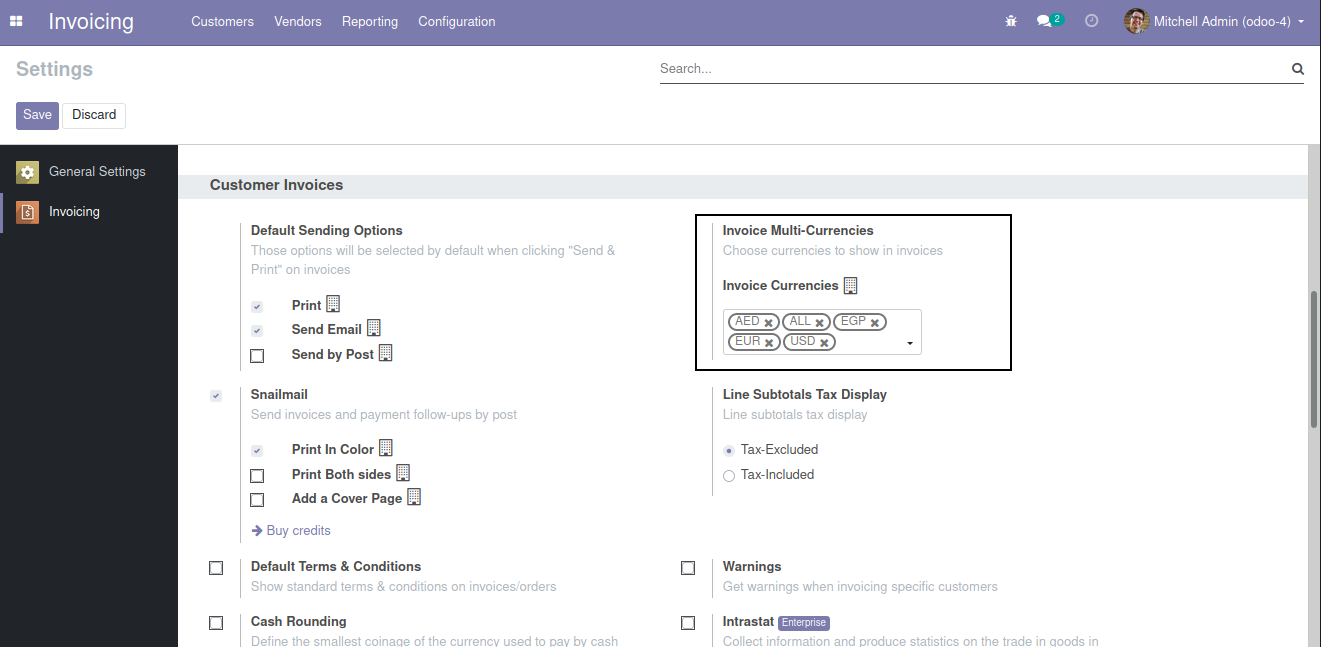 Invoicing Customers Vendors Reporting Configuration 2 Mitchell Admin (odoo-4)
Settings
Search...
Save Discard
General Settings
Invoicing
Customer Invoices
Default Sending Options
Those options will be selected by default when clicking "Send &
Print" on invoices
Print
Send Email
Send by Post
Invoice Multi-Currencies
Choose currencies to show in invoices
Invoice Currencies
AED ALL EGP
EUR USD
Snailmail
Send invoices and payment follow-ups by post
Print In Color
Print Both sides
Add a Cover Page
Buy credits
Line Subtotals Tax Display
Line subtotals tax display
Tax-Excluded
Tax-Included
Default Terms & Conditions
Show standard terms & conditions on invoices/orders
Warnings
Get warnings when invoicing specific customers
Cash Rounding
Define the smallest coinage of the currency used to pay by cash
Intrastat Enterprise
Collect information and produce statistics on the trade in goods in